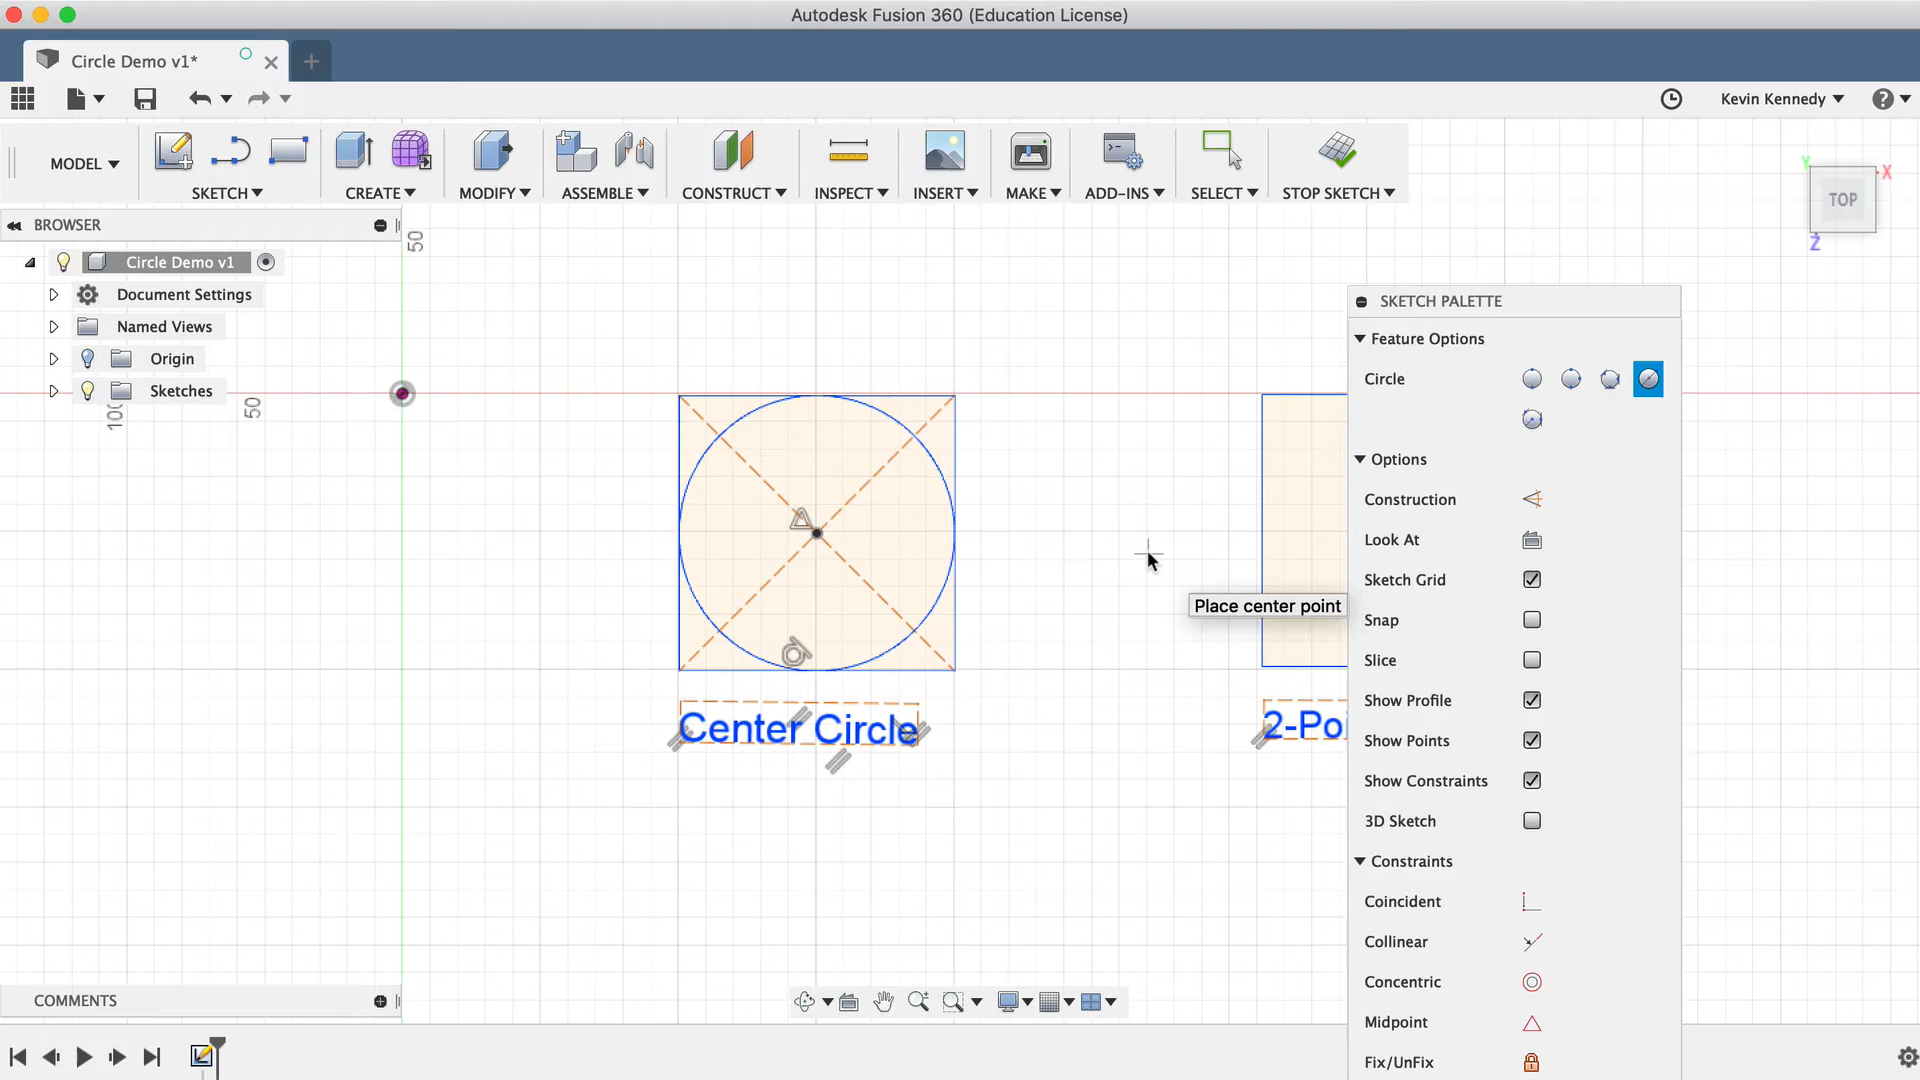 Autodesk Fusion 360 (Education License)
Circle Demo v1*
Kevin Kennedy
MODEL
SKETCH
CREATE
MODIFY
ASSEMBLE
CONSTRUCT
INSPECT
INSERT
MAKE
ADD-INS
SELECT
STOP SKETCH
Y
X
TOP
Z
BROWSER
50
Circle Demo v1
Document Settings
Named Views
Origin
Sketches
100
50
SKETCH PALETTE
Feature Options
Circle
Options
Construction
Look At
Sketch Grid
Snap
Slice
Show Profile
Show Points
Show Constraints
3D Sketch
Constraints
Coincident
Collinear
Concentric
Midpoint
Fix/UnFix
Place center point
Center Circle
2-Poi
COMMENTS